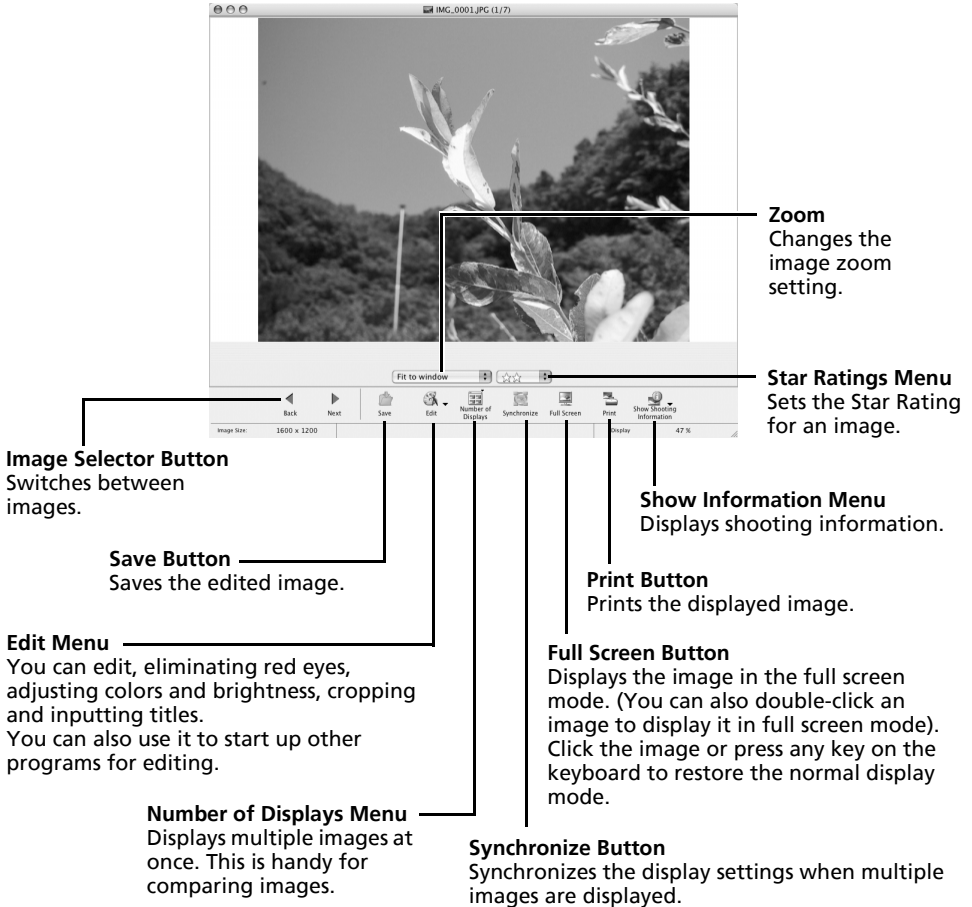 IMG_0001.JPG (1/7)
Zoom
Changes the
image zoom
setting.
Fit to window
Star Ratings Menu
Sets the Star Rating
for an image.
Back
Next
Save
Edit
Number of
Displays
Synchronize
Full Screen
Print
Show Shooting
Information
Image Size:
1600 x 1200
Display
47 %
Image Selector Button
Switches between
images.
Show Information Menu
Displays shooting information.
Save Button
Saves the edited image.
Print Button
Prints the displayed image.
Edit Menu
You can edit, eliminating red eyes,
adjusting colors and brightness, cropping
and inputting titles.
You can also use it to start up other
programs for editing.
Full Screen Button
Displays the image in the full screen
mode. (You can also double-click an
image to display it in full screen mode).
Click the image or press any key on the
keyboard to restore the normal display
mode.
Number of Displays Menu
Displays multiple images at
once. This is handy for
comparing images.
Synchronize Button
Synchronizes the display settings when multiple
images are displayed.